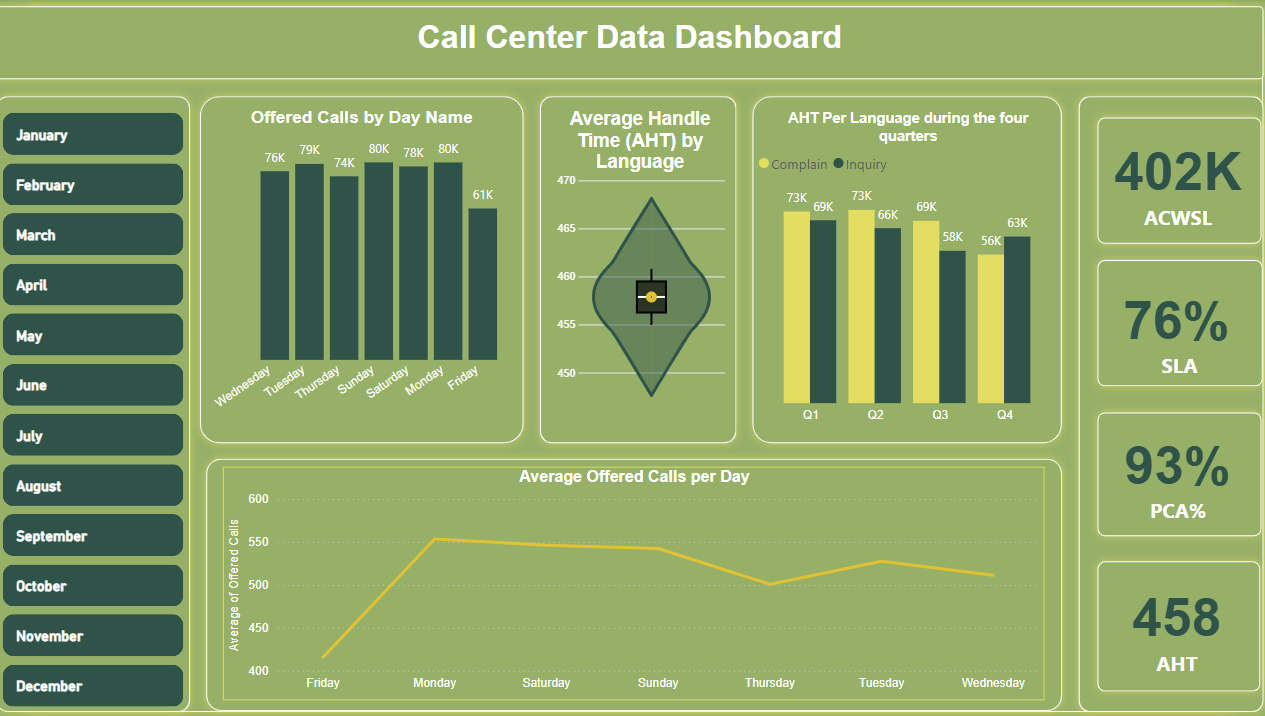 Call Center Data Dashboard
January
February
March
April
May
June
July
August
September
October
November
December
Offered Calls by Day Name
76K
79K
74K
80K
78K
80K
61K
Wednesday
Tuesday
Thursday
Sunday
Saturday
Monday
Friday
Average Handle
Time (AHT) by
Language
470
465
460
455
450
AHT Per Language during the four
quarters
Complain Inquiry
73K
69K
73K
66K
69K
58K
56K
63K
Q1
Q2
Q3
Q4
402K
ACWSL
76%
SLA
93%
PCA%
458
AHT
Average Offered Calls per Day
Average of Offered Calls
600
550
500
450
400
Friday
Monday
Saturday
Sunday
Thursday
Tuesday
Wednesday